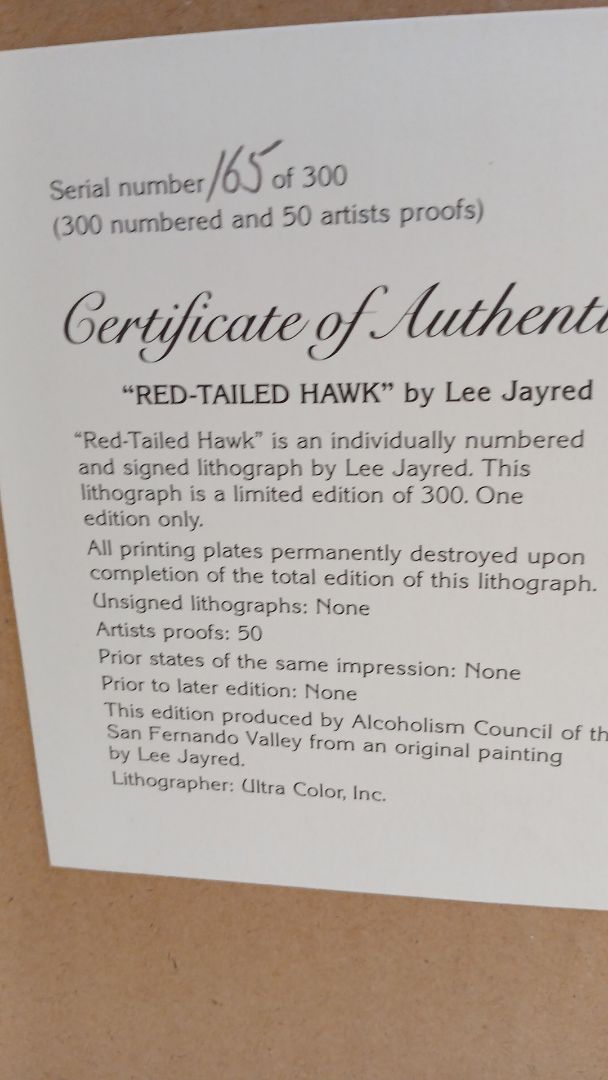 Serial number 165 of 300
(300 numbered and 50 artists proofs)
Certificate of Authenti
“RED-TAILED HAWK” by Lee Jayred
“Red-Tailed Hawk” is an individually numbered
and signed lithograph by Lee Jayred. This
lithograph is a limited edition of 300. One
edition only.
All printing plates permanently destroyed upon
completion of the total edition of this lithograph.
Unsigned lithographs: None
Artists proofs: 50
Prior states of the same impression: None
Prior to later edition: None
This edition produced by Alcoholism Council of th
San Fernando Valley from an original painting
by Lee Jayred.
Lithographer: Ultra Color, Inc.